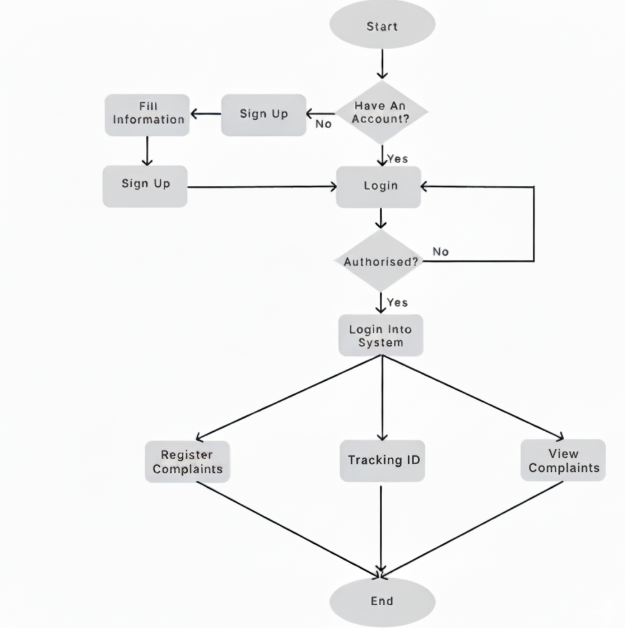 Start
Have An
Account?
No
Sign Up
Fill
Information
Yes
Sign Up
Login
Authorised?
No
Yes
Login Into
System
Register
Complaints
Tracking ID
View
Complaints
End